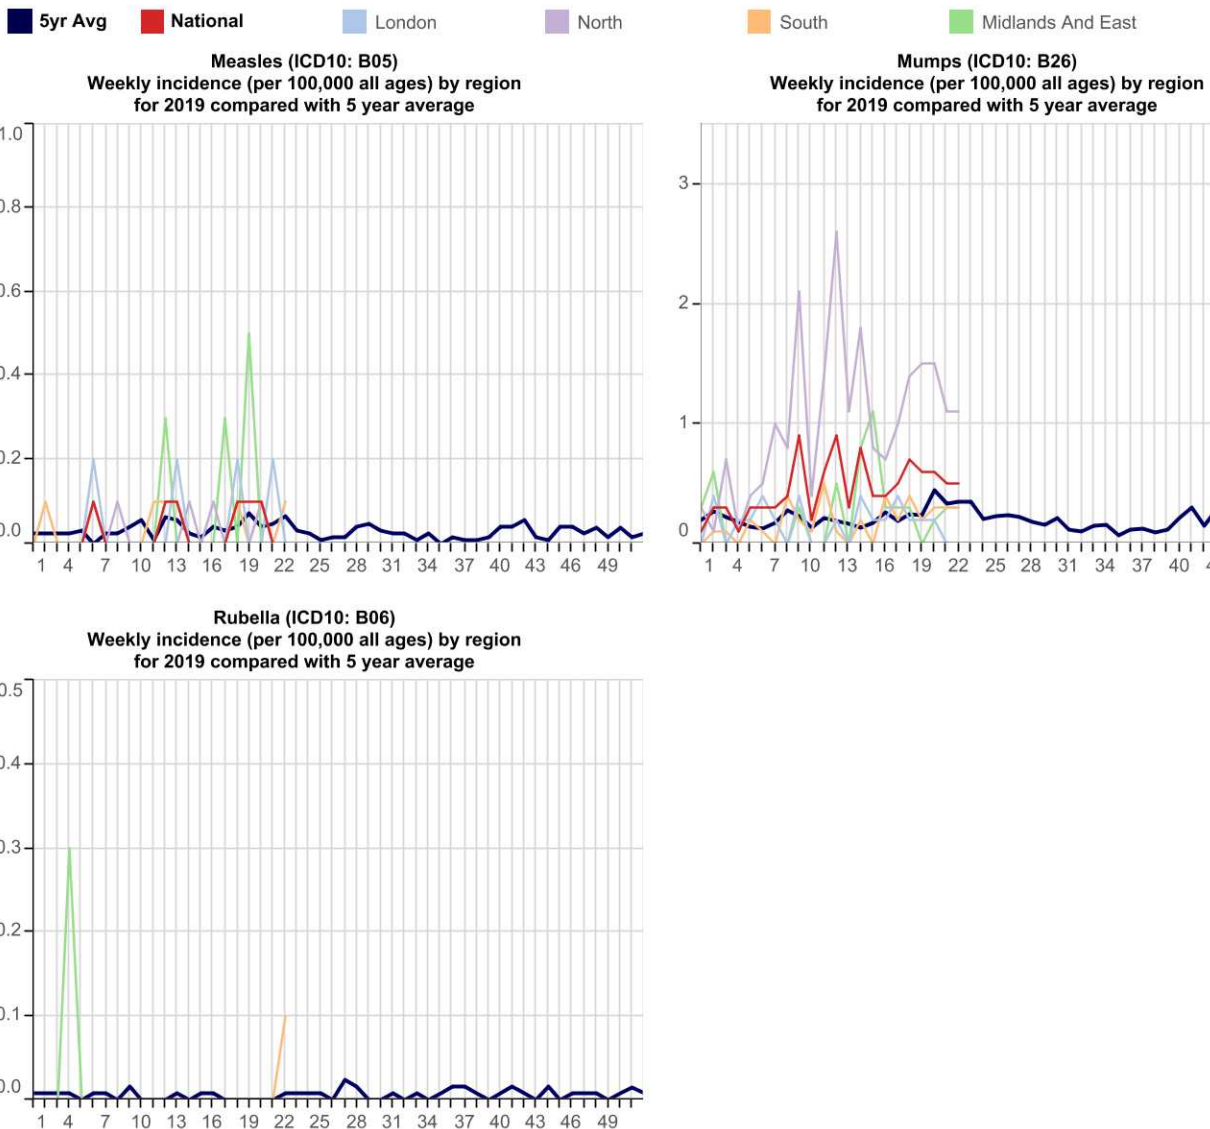 5yr Avg National London North South Midlands And East
Measles (ICD10: B05)
Weekly incidence (per 100,000 all ages) by region
for 2019 compared with 5 year average
1.0
0.8
0.6
0.4
0.2
0.0
1 4 7 10 13 16 19 22 25 28 31 34 37 40 43 46 49
Mumps (ICD10: B26)
Weekly incidence (per 100,000 all ages) by region
for 2019 compared with 5 year average
3
2
1
0
1 4 7 10 13 16 19 22 25 28 31 34 37 40
Rubella (ICD10: B06)
Weekly incidence (per 100,000 all ages) by region
for 2019 compared with 5 year average
0.5
0.4
0.3
0.2
0.1
0.0
1 4 7 10 13 16 19 22 25 28 31 34 37 40 43 46 49